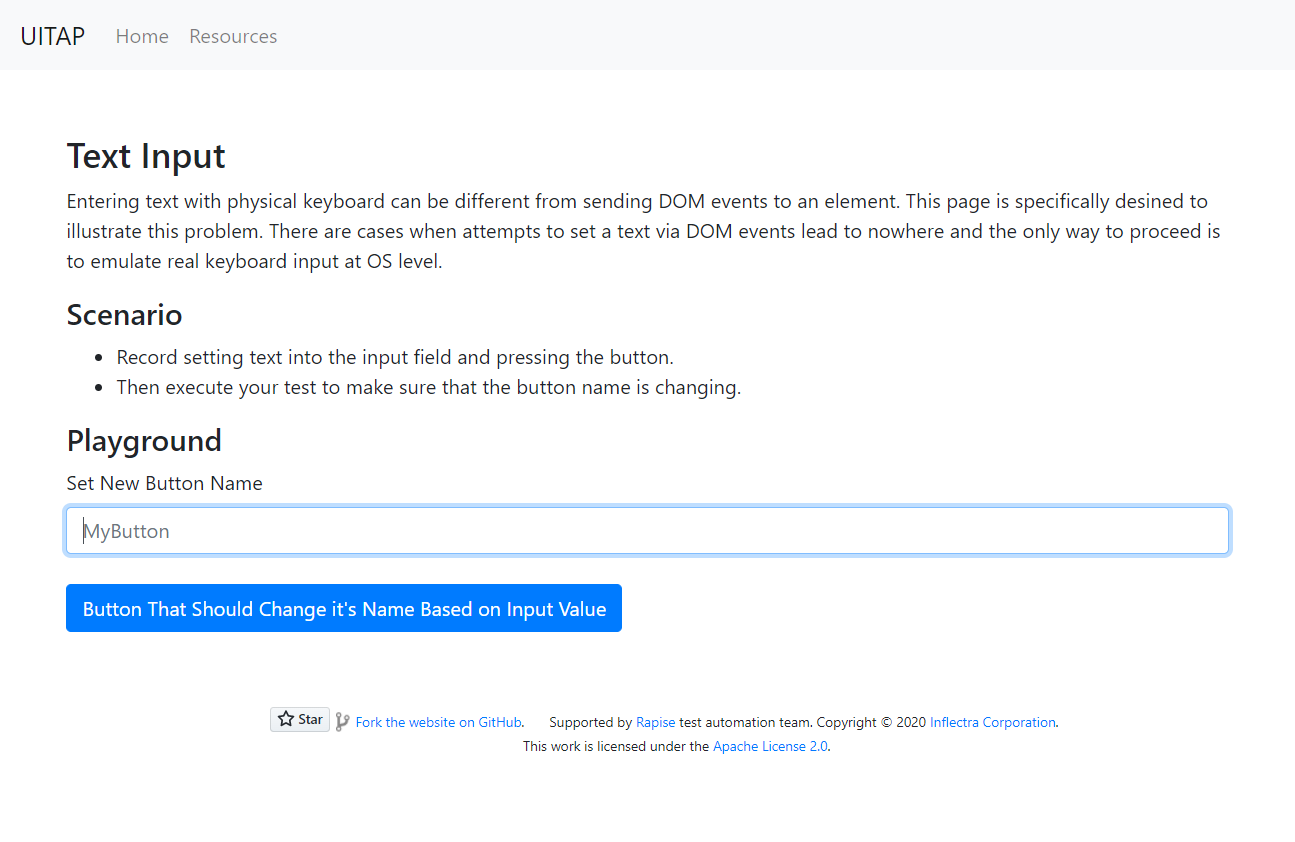 UITAP Home Resources
Text Input
Entering text with physical keyboard can be different from sending DOM events to an element. This page is specifically desined to
illustrate this problem. There are cases when attempts to set a text via DOM events lead to nowhere and the only way to proceed is
to emulate real keyboard input at OS level.
Scenario
• Record setting text into the input field and pressing the button.
• Then execute your test to make sure that the button name is changing.
Playground
Set New Button Name
MyButton
Button That Should Change it's Name Based on Input Value
Star Fork the website on GitHub. Supported by Rapise test automation team. Copyright © 2020 Inflectra Corporation.
This work is licensed under the Apache License 2.0.